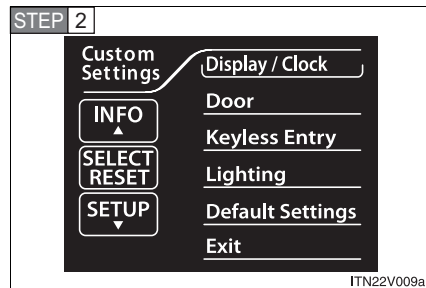 STEP 2
Custom
Settings
INFO
▲
SELECT
RESET
SETUP
▼
Display / Clock
Door
Keyless Entry
Lighting
Default Settings
Exit
ITN22V009a